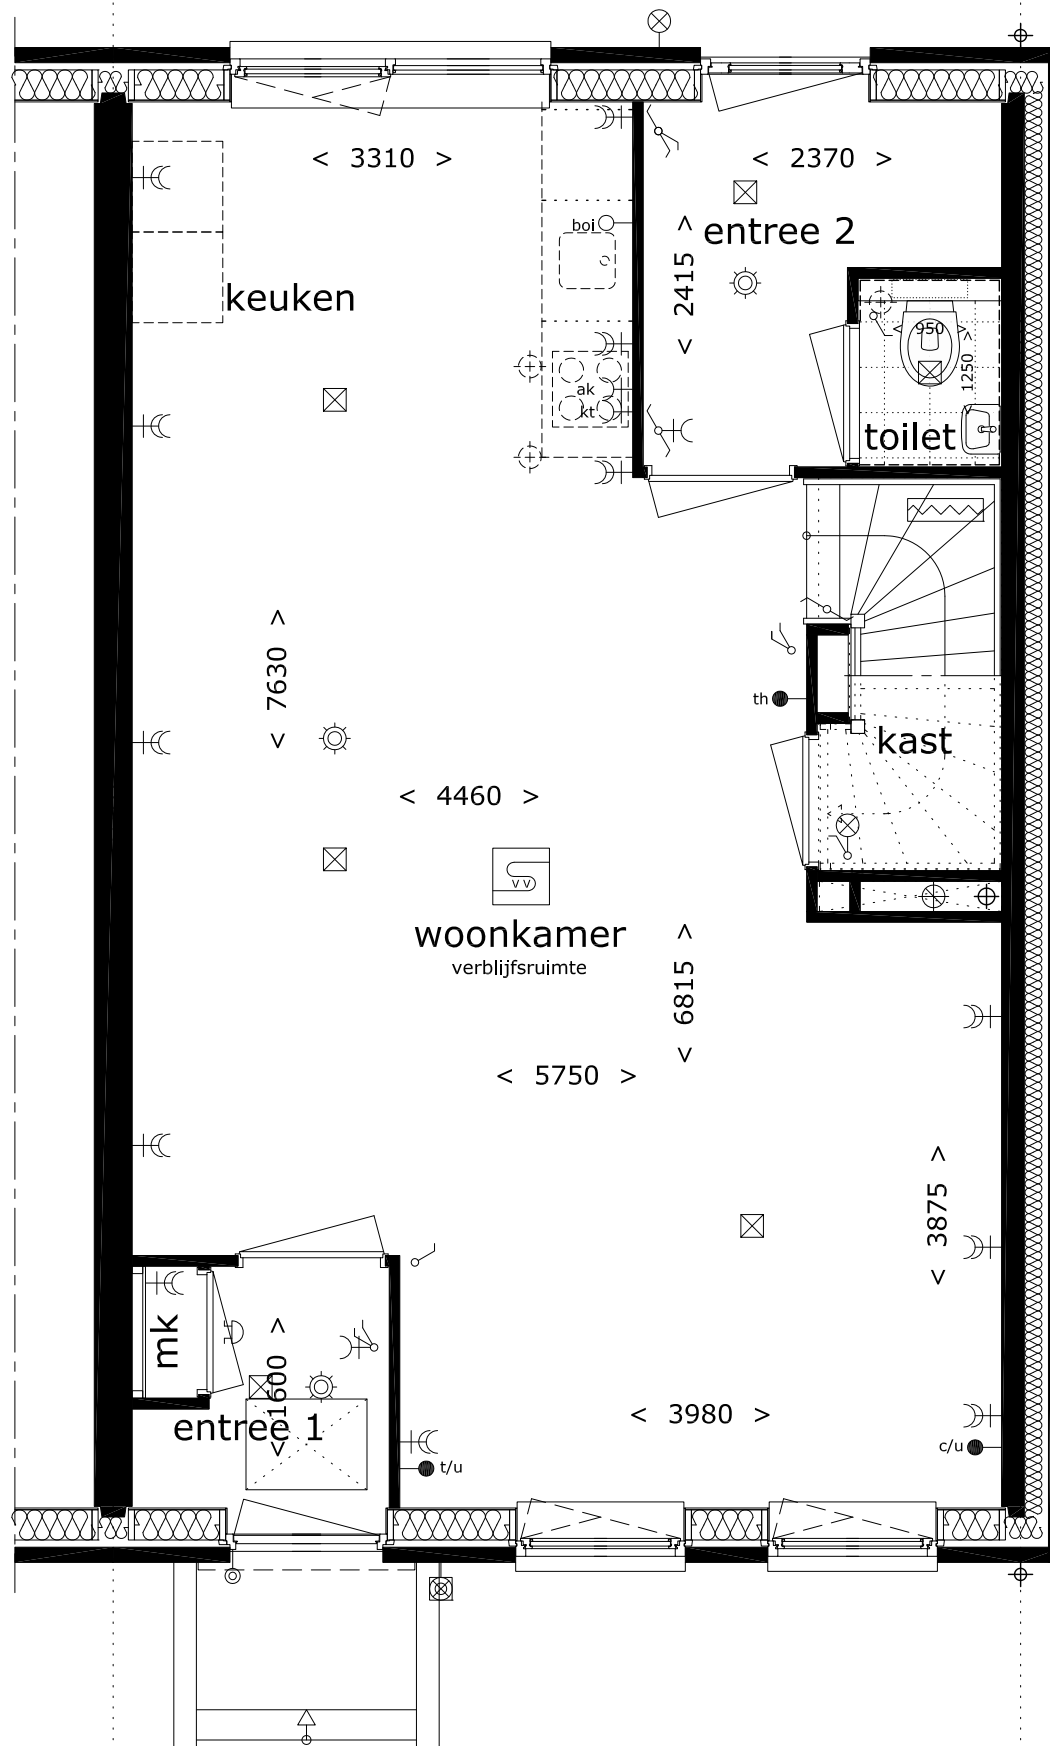 < 3310 >
< 2370 >
boi
entree 2
< 2415 >
keuken
< 950 >
< 1250 >
ak
kt
toilet
< 7630 >
th
kast
< 4460 >
vv
woonkamer
verblijfsruimte
< 6815 >
< 5750 >
< 3875 >
mk
< 1600 >
entree 1
< 3980 >
t/u
c/u